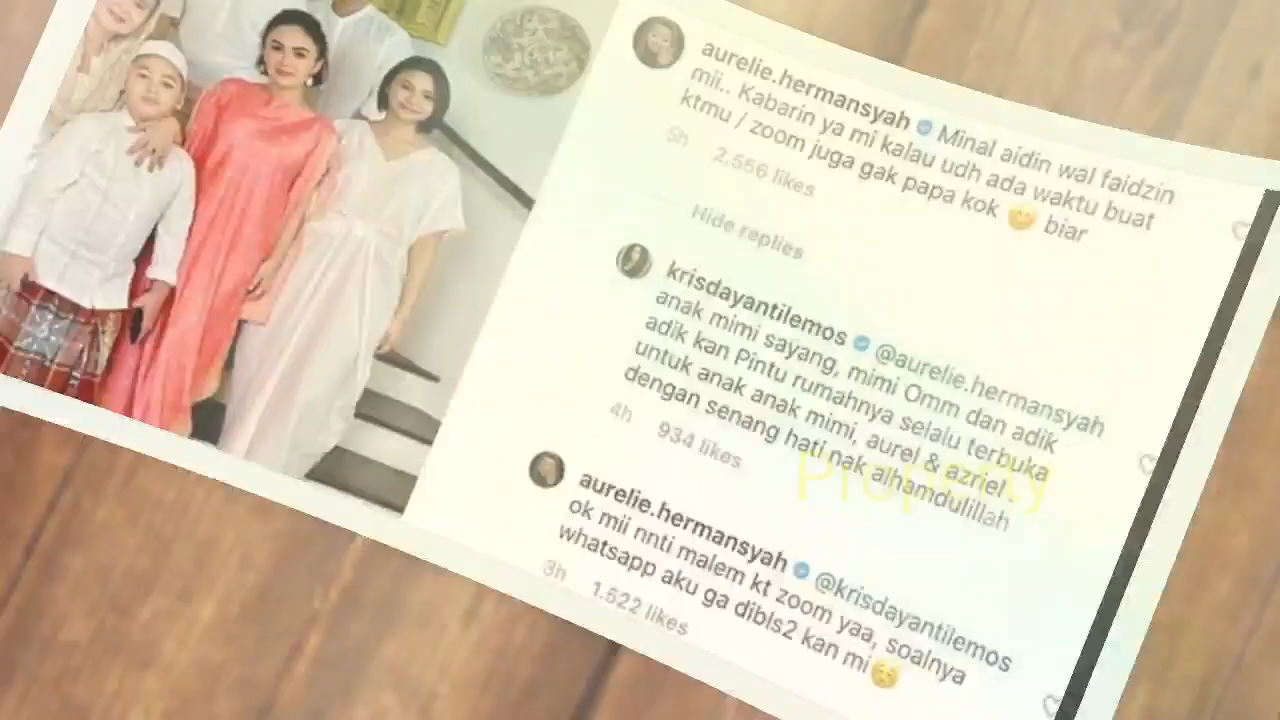 aurelie.hermansyah Minal aidin wal faidzin
mii.. Kabarin ya mi kalau udh ada waktu buat
ktmu / zoom juga gak papa kok 😊 biar
5h 2.556 likes
Hide replies
krisdayantilemos @aurelie.hermansyah
anak mimi sayang, mimi Omm dan adik
adik kan Pintu rumahnya selalu terbuka
untuk anak anak mimi, aurel & azriel.
dengan senang hati nak alhamdulillah
4h 934 likes
Property
aurelie.hermansyah @krisdayantilemos
ok mii nnti malem kt zoom yaa, soalnya
whatsapp aku ga dibls2 kan mi☺️
3h 1.522 likes